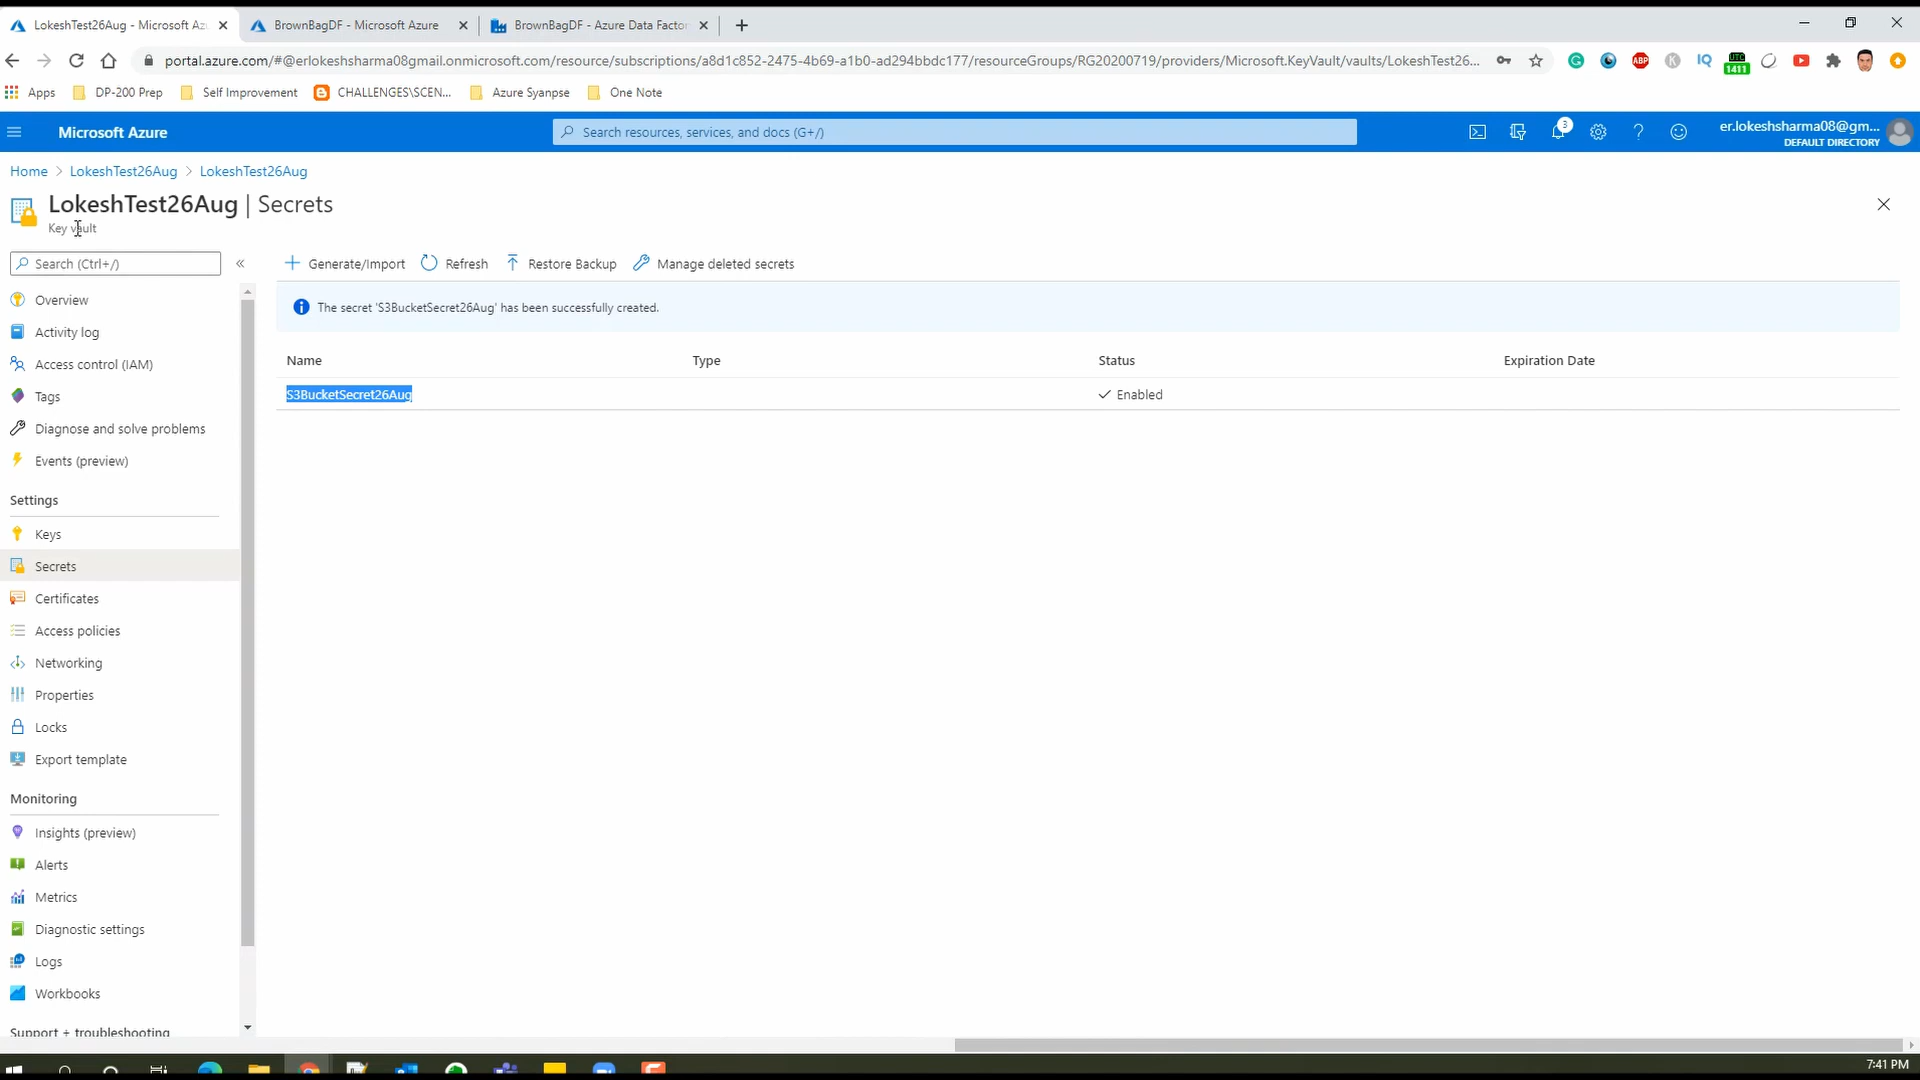 LokeshTest26Aug - Microsoft Az
BrownBagDF - Microsoft Azure
BrownBagDF - Azure Data Factor
portal.azure.com/#@erlokeshsharma08gmail.onmicrosoft.com/resource/subscriptions/a8d1c852-2475-4b69-a1b0-ad294bbdc177/resourceGroups/RG20200719/providers/Microsoft.KeyVault/vaults/LokeshTest26...
ABP
K
IQ
UTC
1411
Apps
DP-200 Prep
Self Improvement
CHALLENGES\SCEN...
Azure Syanpse
One Note
Microsoft Azure
Search resources, services, and docs (G+/)
3
er.lokeshsharma08@gm...
DEFAULT DIRECTORY
Home > LokeshTest26Aug > LokeshTest26Aug
LokeshTest26Aug | Secrets
Key vault
Search (Ctrl+/)
«
Generate/Import
Refresh
Restore Backup
Manage deleted secrets
The secret 'S3BucketSecret26Aug' has been successfully created.
Name
Type
Status
Expiration Date
S3BucketSecret26Aug
Enabled
Overview
Activity log
Access control (IAM)
Tags
Diagnose and solve problems
Events (preview)
Settings
Keys
Secrets
Certificates
Access policies
Networking
Properties
Locks
Export template
Monitoring
Insights (preview)
Alerts
Metrics
Diagnostic settings
Logs
Workbooks
Support + troubleshooting
7:41 PM